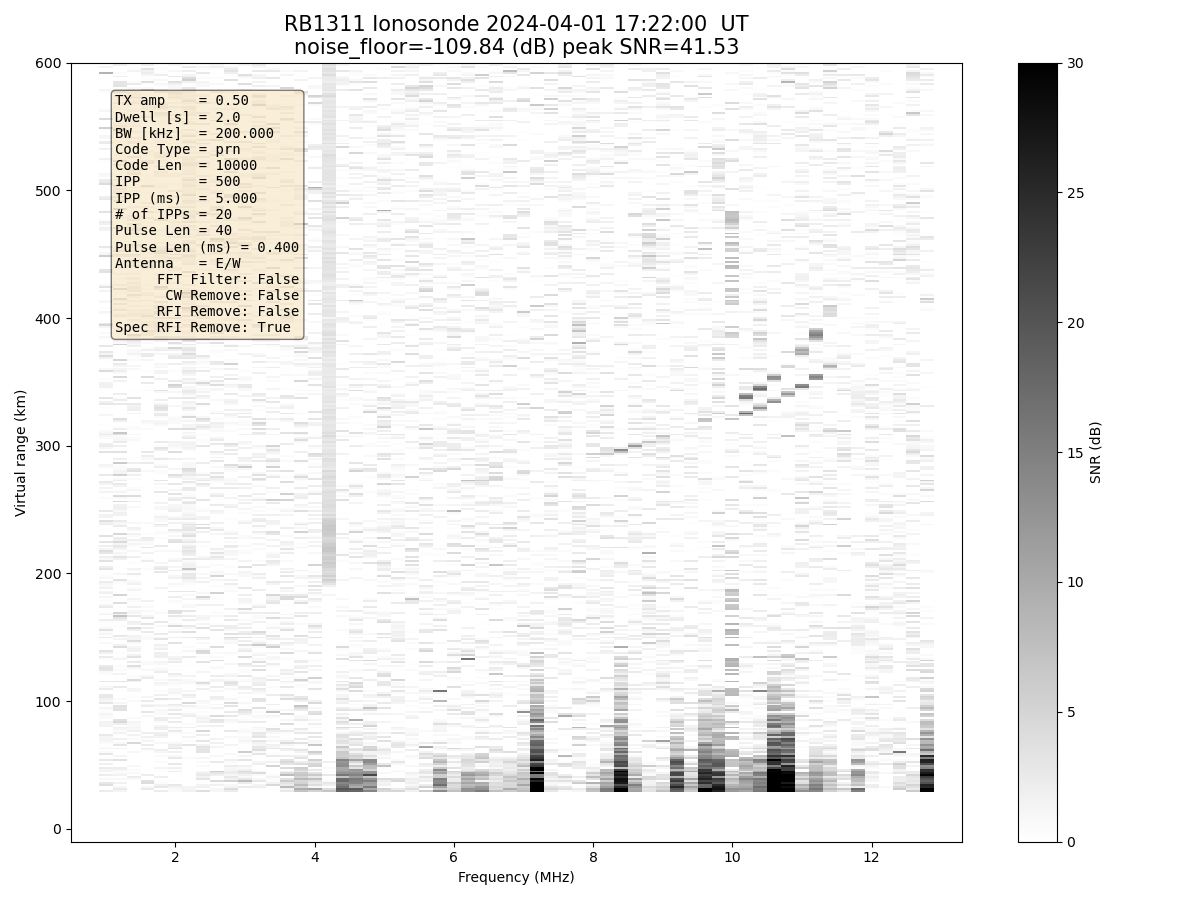 RB1311 Ionosonde 2024-04-01 17:22:00  UT
noise_floor=-109.84 (dB) peak SNR=41.53
600
500
400
300
200
100
0
Virtual range (km)
TX amp    = 0.50
Dwell [s] = 2.0
BW [kHz]  = 200.000
Code Type = prn
Code Len  = 10000
IPP       = 500
IPP (ms)  = 5.000
# of IPPs = 20
Pulse Len = 40
Pulse Len (ms) = 0.400
Antenna   = E/W
FFT Filter: False
CW Remove: False
RFI Remove: False
Spec RFI Remove: True
2
4
6
8
10
12
Frequency (MHz)
30
25
20
15
10
5
0
SNR (dB)